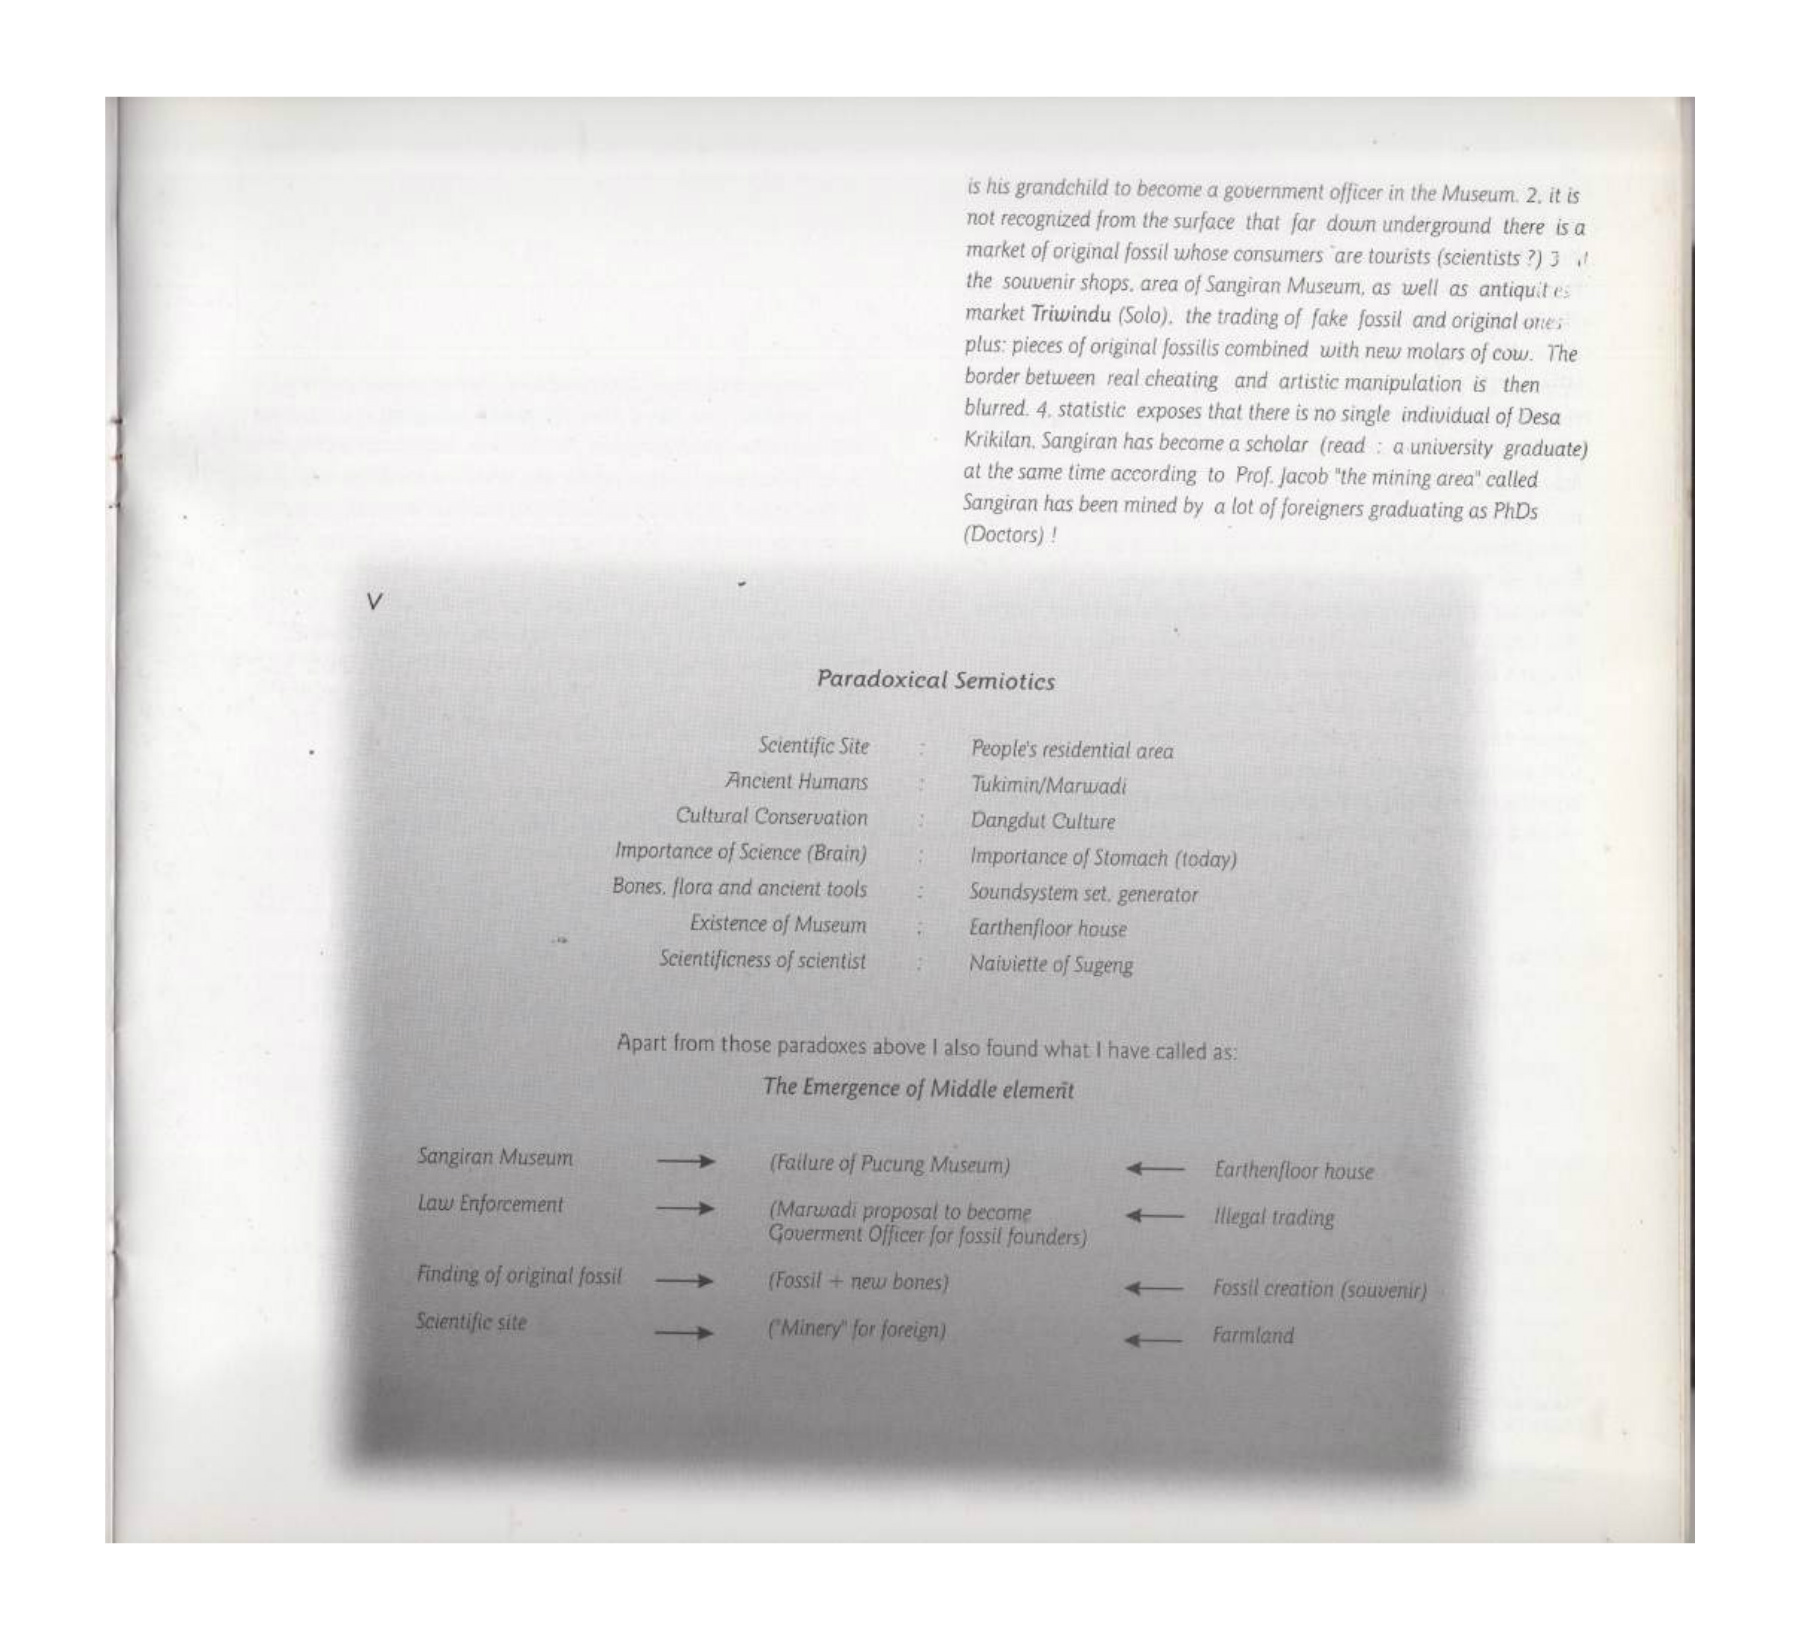 is his grandchild to become a government officer in the Museum. 2. it is
not recognized from the surface that far down underground there is a
market of original fossil whose consumers are tourists (scientists ?) 3
the souvenir shops, area of Sangiran Museum, as well as antiquites
market Triwindu (Solo). the trading of fake fossil and original ones
plus: pieces of original fossilis combined with new molars of cow. The
border between real cheating and artistic manipulation is then
blurred. 4. statistic exposes that there is no single individual of Desa
Krikilan, Sangiran has become a scholar (read : a university graduate)
at the same time according to Prof. Jacob "the mining area" called
Sangiran has been mined by a lot of foreigners graduating as PhDs
(Doctors) !
V
Paradoxical Semiotics
Scientific Site : People's residential area
Ancient Humans : Tukimin/Marwadi
Cultural Conservation : Dangdut Culture
Importance of Science (Brain) : Importance of Stomach (today)
Bones, flora and ancient tools : Soundsystem set, generator
Existence of Museum : Earthenfloor house
Scientificness of scientist : Naiviette of Sugeng
Apart from those paradoxes above I also found what I have called as:
The Emergence of Middle element
Sangiran Museum → (Failure of Pucung Museum) ← Earthenfloor house
Law Enforcement → (Marwadi proposal to become ← Illegal trading
Goverment Officer for fossil founders)
Finding of original fossil → (Fossil + new bones) ← Fossil creation (souvenir)
Scientific site → ("Minery" for foreign) ← Farmland